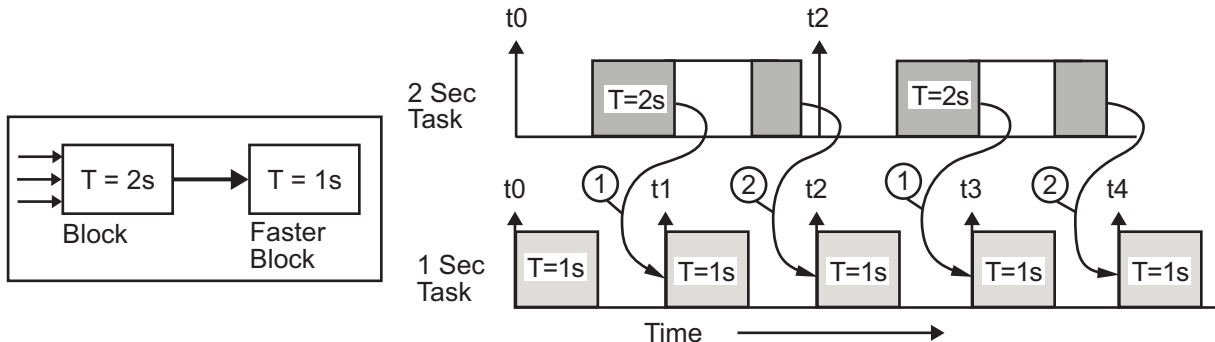 T = 2s
T = 1s
Block
Faster
Block
t0
t2
2 Sec
Task
T=2s
T=2s
1
2
1
2
t0
t1
t2
t3
t4
1 Sec
Task
T=1s
T=1s
T=1s
T=1s
T=1s
Time